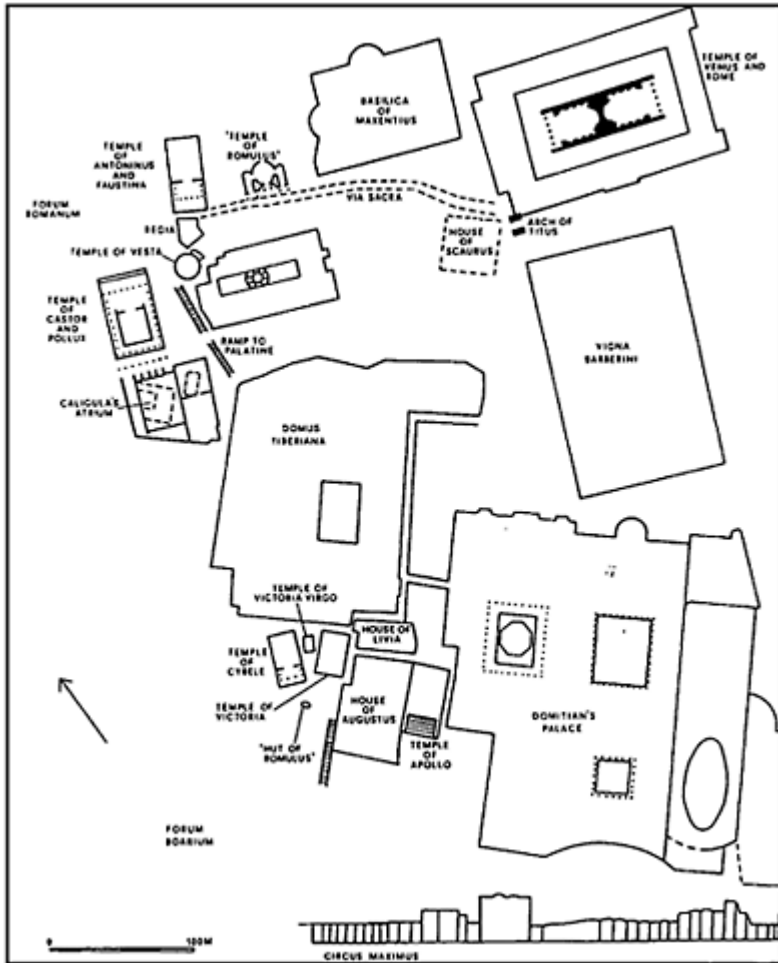 TEMPLE OF
VENUS AND
ROME
BASILICA
OF
MAXENTIUS
TEMPLE
OF
ANTONINUS
AND
FAUSTINA
"TEMPLE
OF
ROMULUS"
FORUM
ROMANUM
VIA SACRA
REGIA
ARCH OF
TITUS
HOUSE
OF
SCAURUS
TEMPLE OF VESTA
TEMPLE
OF
CASTOR
AND
POLLUX
RAMP TO
PALATINE
VIGNA
BARBERINI
CALIGULA'S
ATRIUM
DOMUS
TIBERIANA
TEMPLE OF
VICTORIA VIRGO
HOUSE OF
LIVIA
TEMPLE
OF
CYBELE
TEMPLE OF
VICTORIA
HOUSE
OF
AUGUSTUS
DOMITIAN'S
PALACE
"HUT OF
ROMULUS"
TEMPLE
OF
APOLLO
FORUM
BOARIUM
0 100M
CIRCUS MAXIMUS